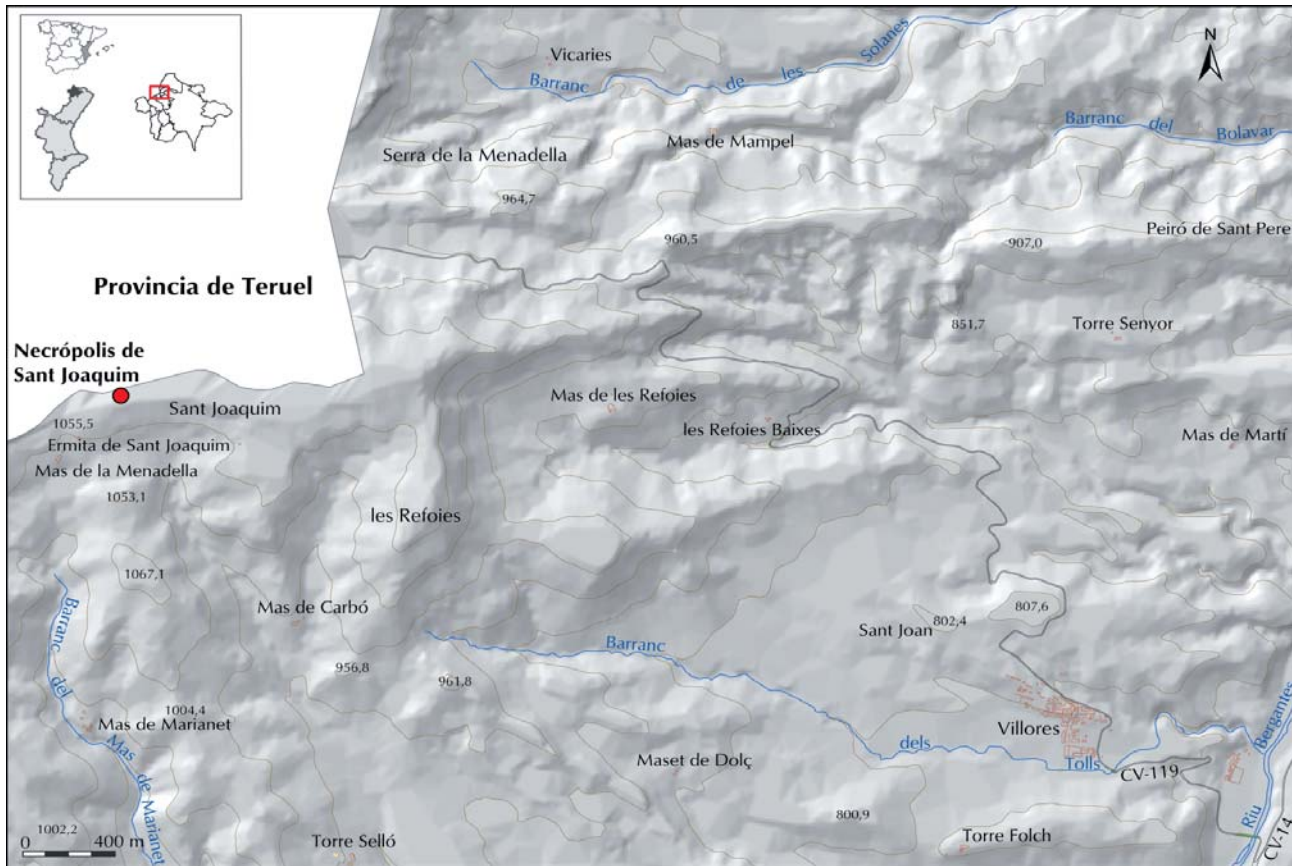 N
Vicaries
Barranc de les Solanes
Barranc del Bolavar
Mas de Mampel
Serra de la Menadella
964,7
960,5
907,0
Peiró de Sant Pere
Provincia de Teruel
851,7
Torre Senyor
Necrópolis de
Sant Joaquim
Sant Joaquim
Mas de les Refoies
1055,5
les Refoies Baixes
Mas de Martí
Ermita de Sant Joaquim
Mas de la Menadella
1053,1
les Refoies
1067,1
Mas de Carbó
807,6
802,4
Sant Joan
Barranc dels Tolls
956,8
961,8
1004,4
Mas de Marianet
Barranc del Mas de Marianet
Villores
Riu Bergantes
Maset de Dolç
CV-119
800,9
1002,2
0 400 m
Torre Selló
Torre Folch
CV-14